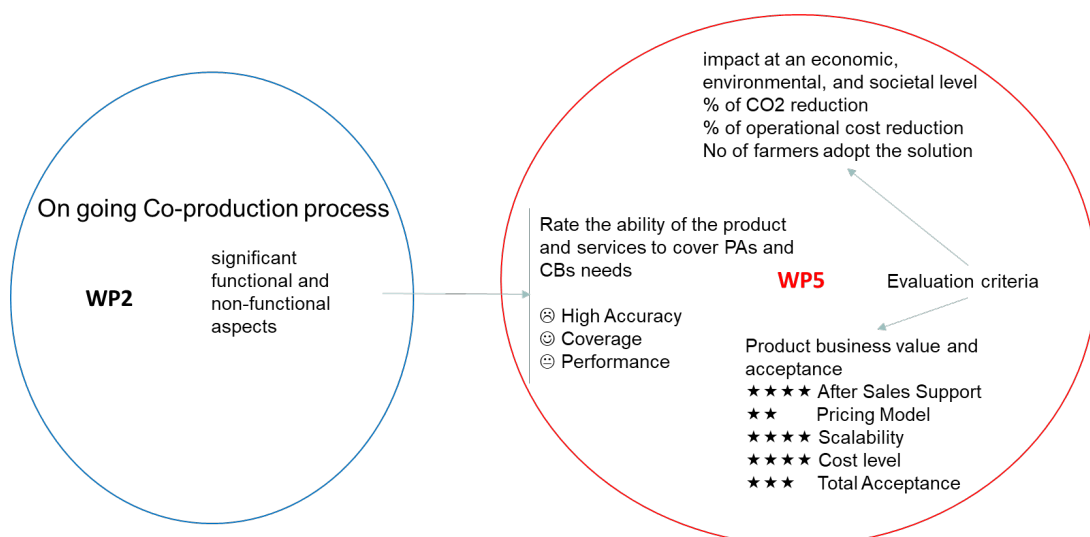 On going Co-production process
WP2
significant
functional and
non-functional
aspects
impact at an economic,
environmental, and societal level
% of CO2 reduction
% of operational cost reduction
No of farmers adopt the solution
Rate the ability of the product
and services to cover PAs and
CBs needs
☹ High Accuracy
☺ Coverage
😐 Performance
WP5
Evaluation criteria
Product business value and
acceptance
★★★★ After Sales Support
★★ Pricing Model
★★★★ Scalability
★★★★ Cost level
★★★ Total Acceptance